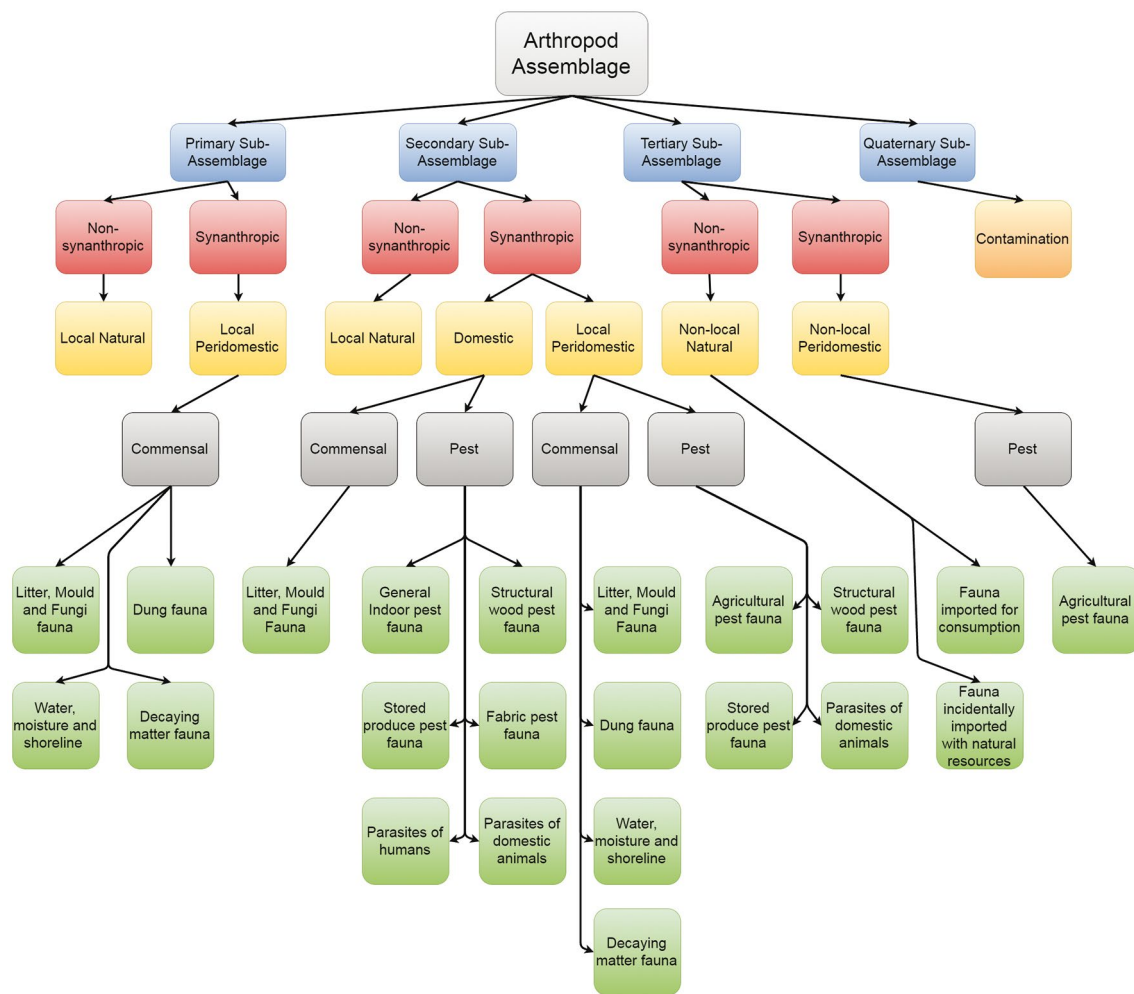 Arthropod
Assemblage
Primary Sub-
Assemblage
Secondary Sub-
Assemblage
Tertiary Sub-
Assemblage
Quaternary Sub-
Assemblage
Non-
synanthropic
Synanthropic
Non-
synanthropic
Synanthropic
Non-
synanthropic
Synanthropic
Contamination
Local Natural
Local
Peridomestic
Local Natural
Domestic
Local
Peridomestic
Non-local
Natural
Non-local
Peridomestic
Commensal
Commensal
Pest
Commensal
Pest
Pest
Litter, Mould
and Fungi
fauna
Dung fauna
Litter, Mould
and Fungi
Fauna
General
Indoor pest
fauna
Structural
wood pest
fauna
Litter, Mould
and Fungi
Fauna
Agricultural
pest fauna
Structural
wood pest
fauna
Fauna
imported for
consumption
Agricultural
pest fauna
Water,
moisture and
shoreline
Decaying
matter fauna
Stored
produce pest
fauna
Fabric pest
fauna
Dung fauna
Stored
produce pest
fauna
Parasites of
domestic
animals
Fauna
incidentally
imported
with natural
resources
Parasites of
humans
Parasites of
domestic
animals
Water,
moisture and
shoreline
Decaying
matter fauna